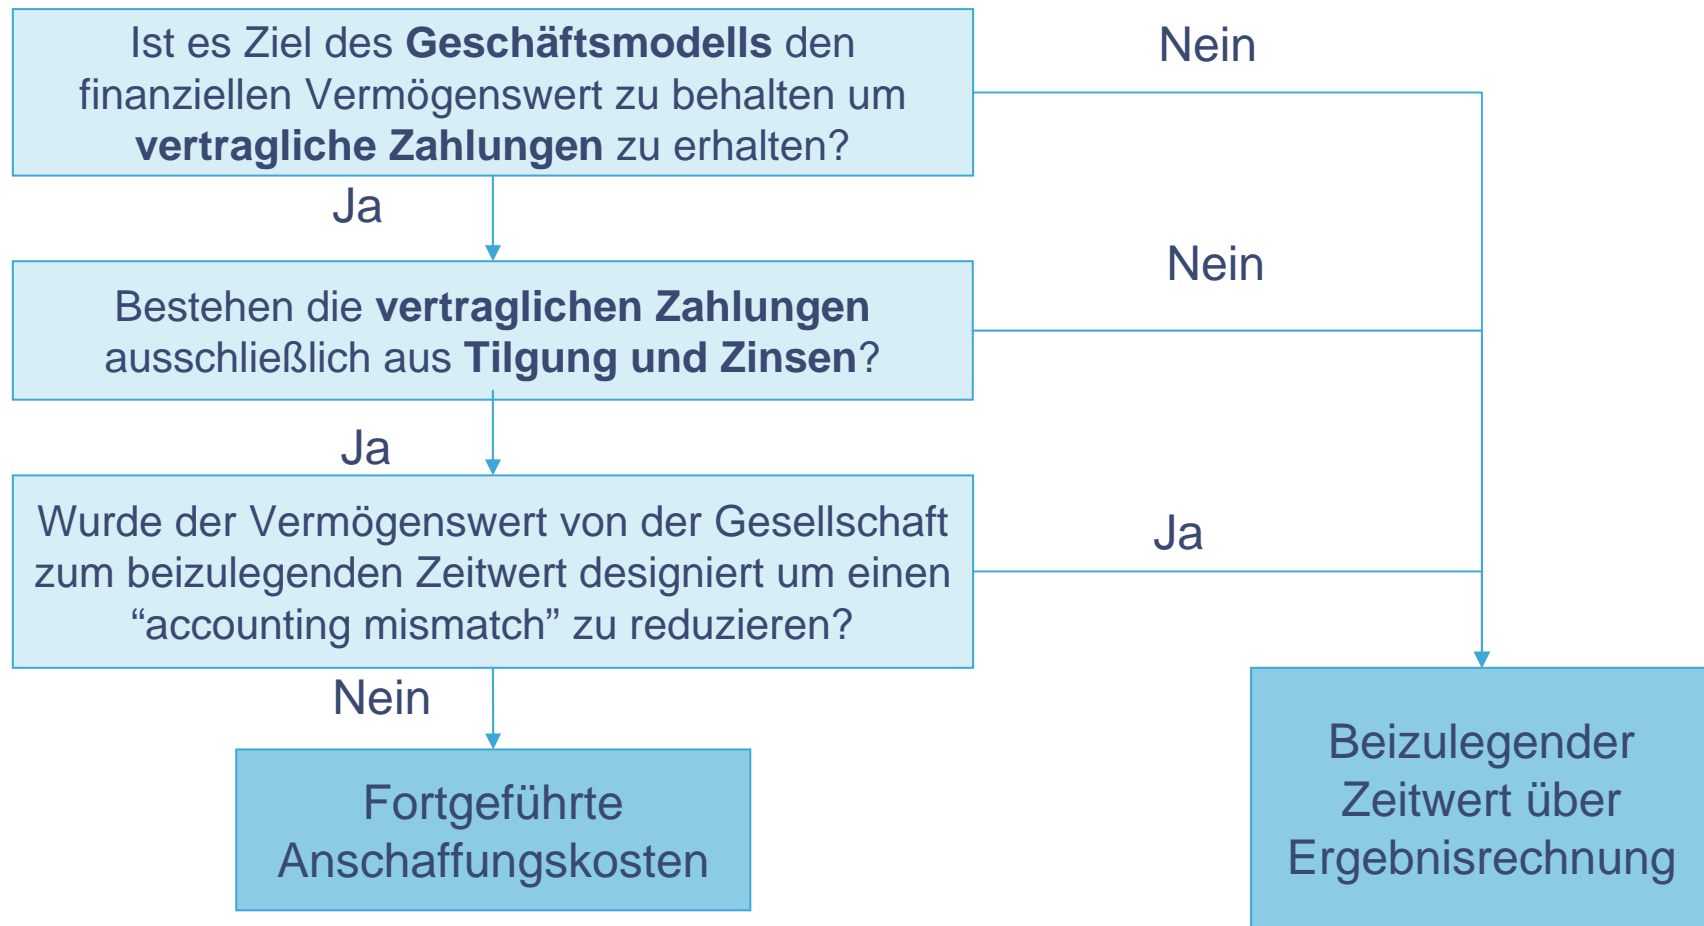 Ist es Ziel des Geschäftsmodells den
finanziellen Vermögenswert zu behalten um
vertragliche Zahlungen zu erhalten?
Nein
Ja
Bestehen die vertraglichen Zahlungen
ausschließlich aus Tilgung und Zinsen?
Nein
Ja
Wurde der Vermögenswert von der Gesellschaft
zum beizulegenden Zeitwert designiert um einen
“accounting mismatch” zu reduzieren?
Ja
Nein
Fortgeführte
Anschaffungskosten
Beizulegender
Zeitwert über
Ergebnisrechnung